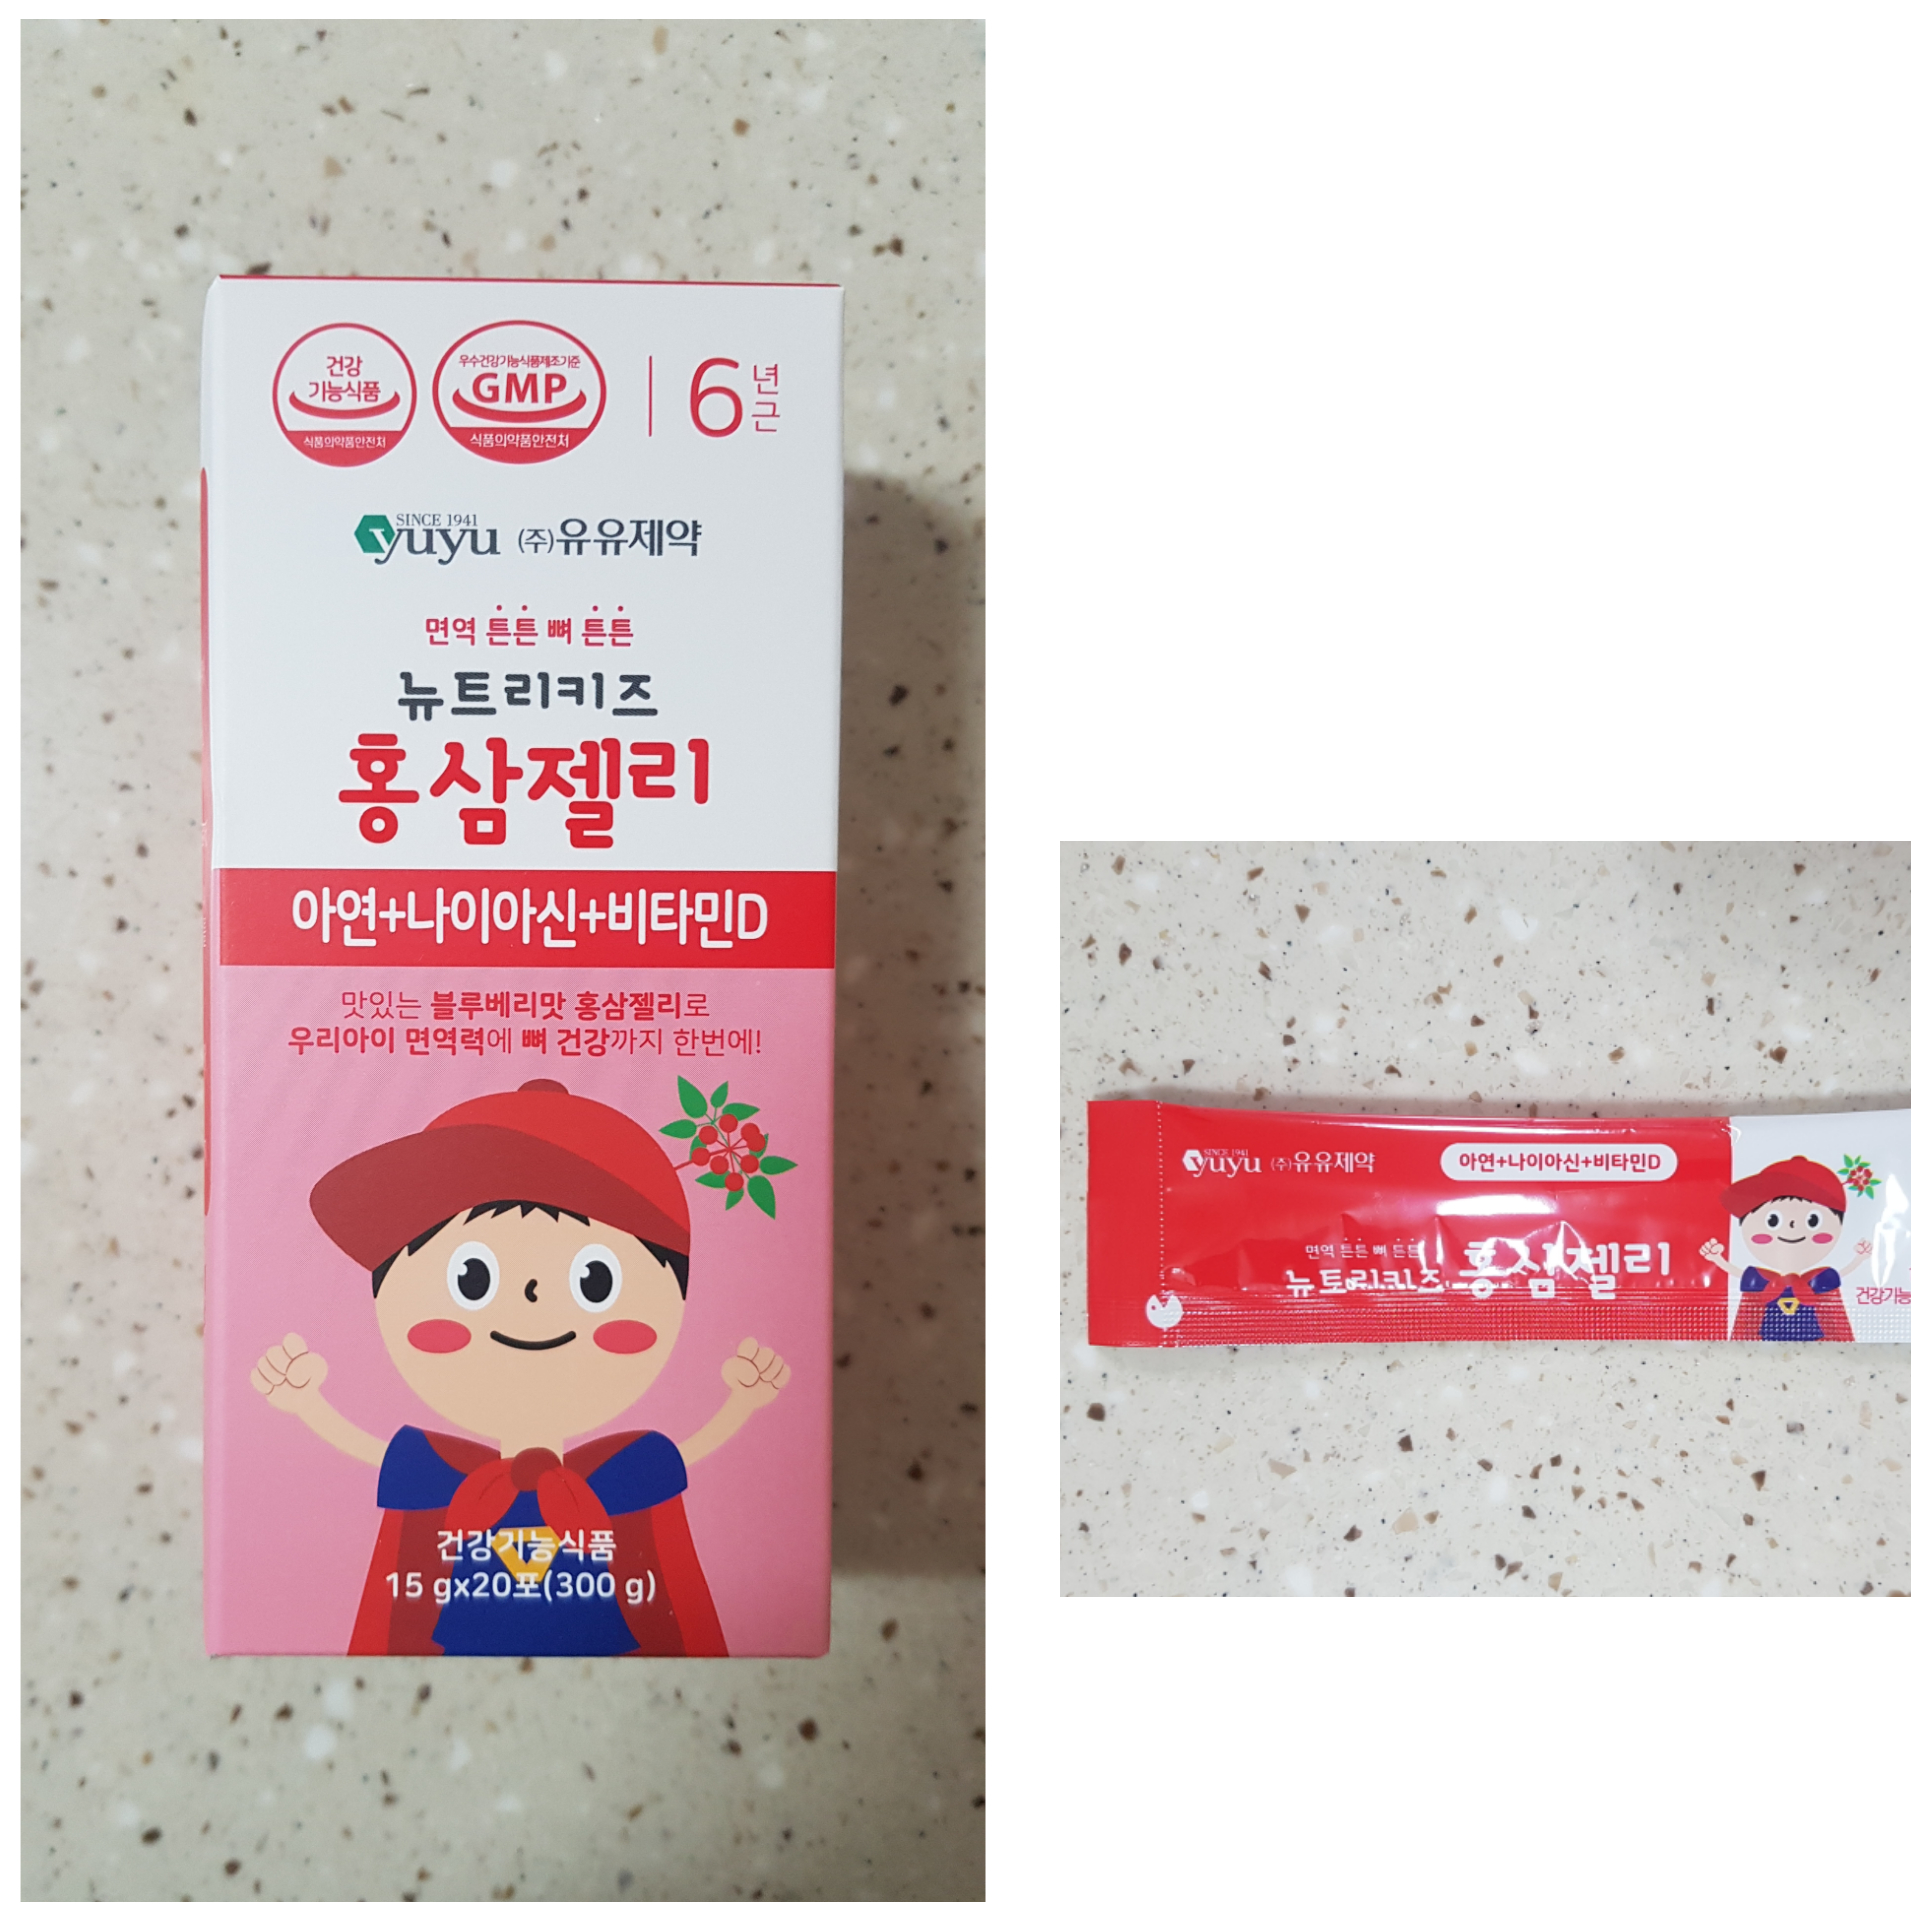 건강
기능식품
식품의약품안전처
우수건강기능식품제조기준
GMP
식품의약품안전처
6년근
SINCE 1941
yuyu (주)유유제약
면역 튼튼 뼈 튼튼
뉴트리키즈
홍삼젤리
아연+나이아신+비타민D
맛있는 블루베리맛 홍삼젤리로
우리아이 면역력에 뼈 건강까지 한번에!
건강기능식품
15 gx20포(300 g)
SINCE 1941
yuyu (주)유유제약
아연+나이아신+비타민D
면역 튼튼 뼈 튼튼
뉴트리키즈 홍삼젤리
건강기능